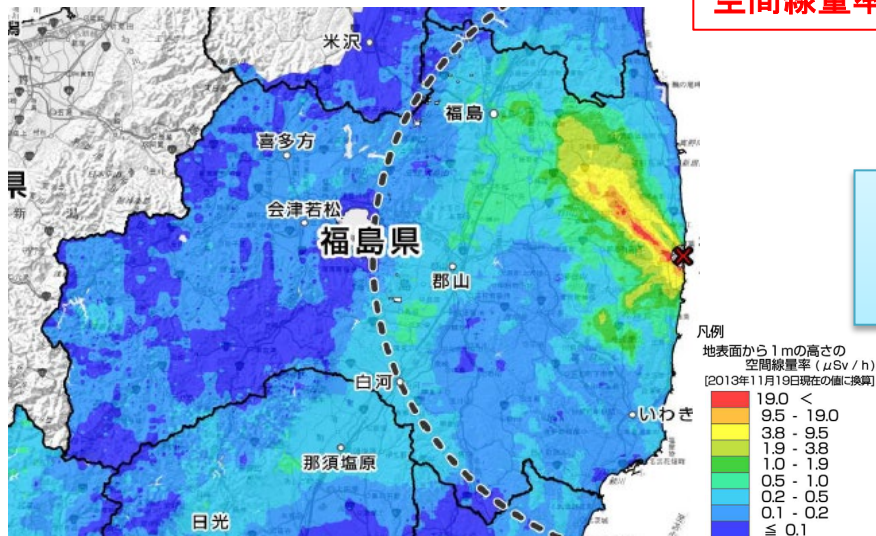 空間線量率
米沢
福島
喜多方
会津若松
福島県
県
郡山
白河
いわき
那須塩原
日光
凡例
地表面から1mの高さの
空間線量率(μSv/h)
[2013年11月19日現在の値に換算]
19.0 <
9.5 - 19.0
3.8 - 9.5
1.9 - 3.8
1.0 - 1.9
0.5 - 1.0
0.2 - 0.5
0.1 - 0.2
≦ 0.1